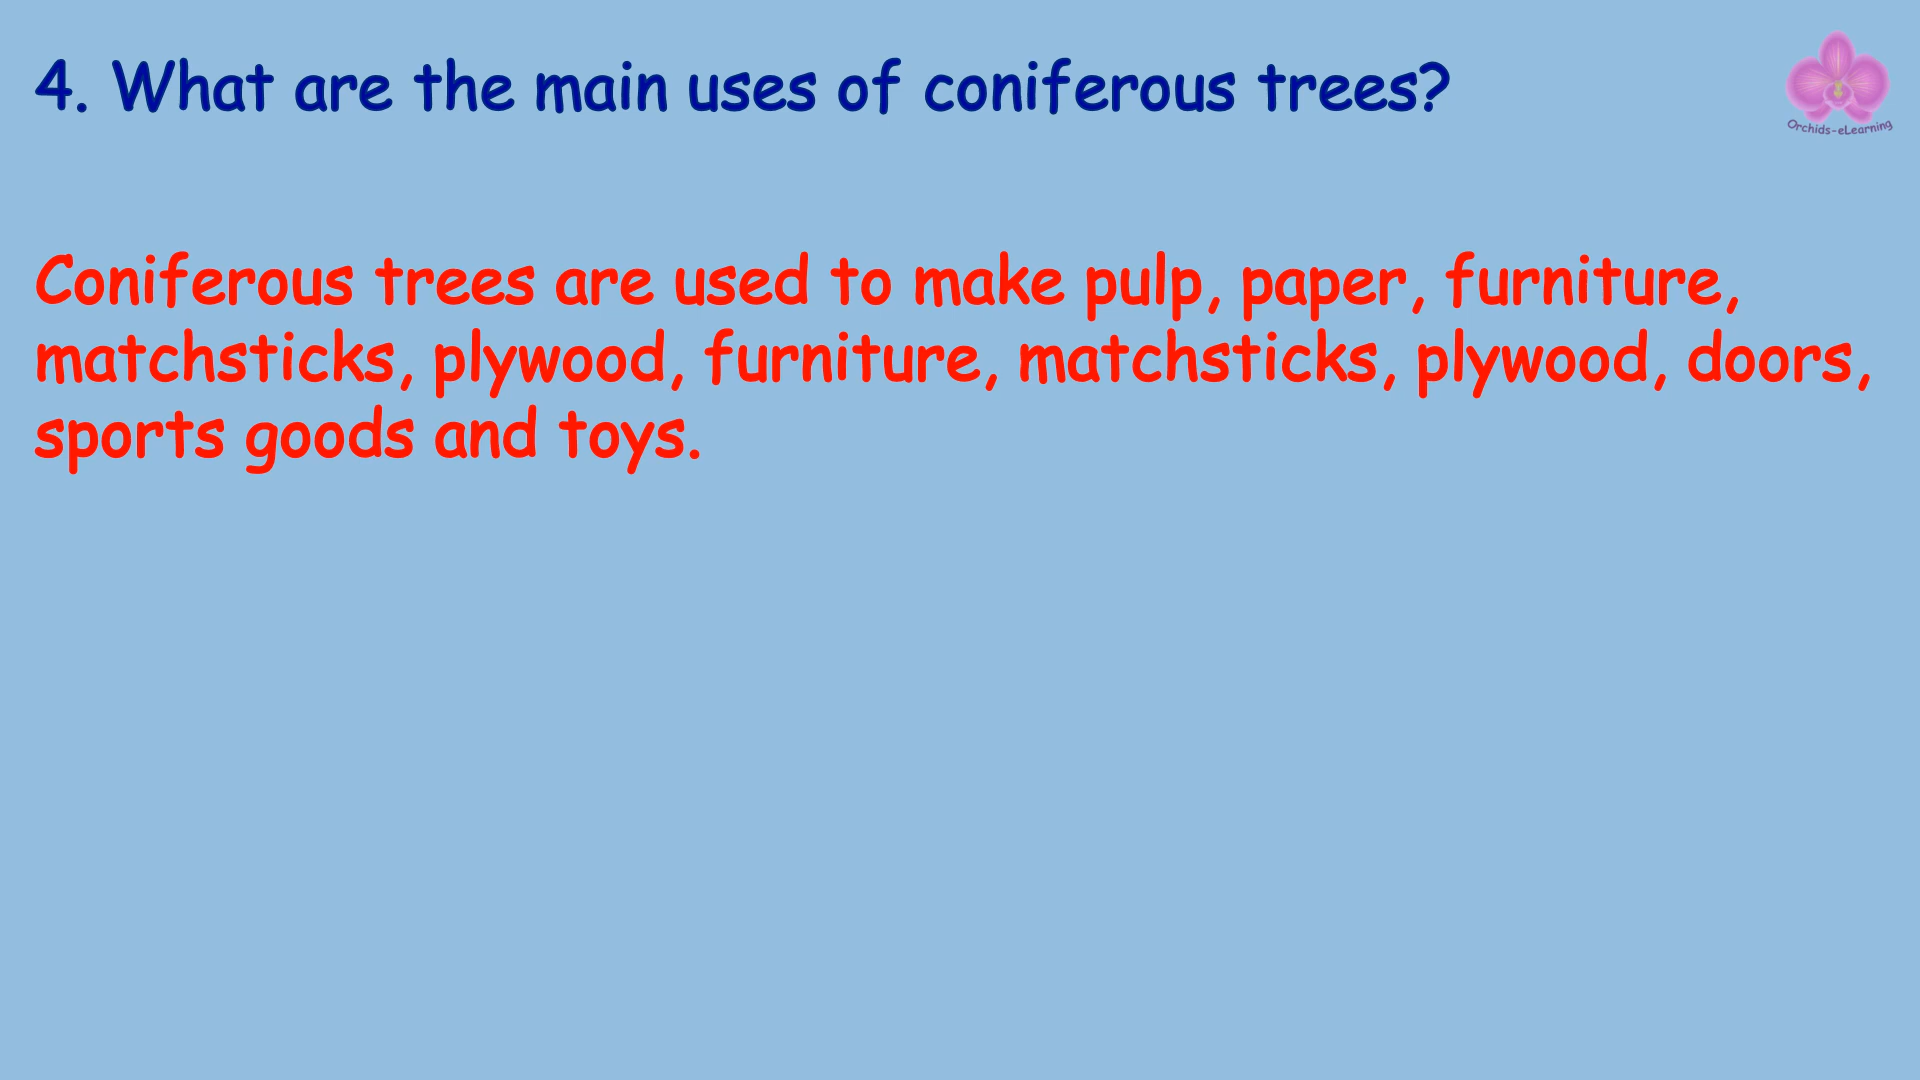 4. What are the main uses of coniferous trees?
Orchids-eLearning
Coniferous trees are used to make pulp, paper, furniture,
matchsticks, plywood, furniture, matchsticks, plywood, doors,
sports goods and toys.